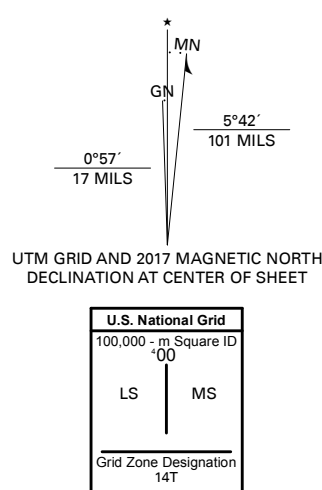 ★
MN
GN
5°42´
101 MILS
0°57´
17 MILS
UTM GRID AND 2017 MAGNETIC NORTH
DECLINATION AT CENTER OF SHEET
U.S. National Grid
100,000 - m Square ID
⁴00
LS MS
Grid Zone Designation
14T